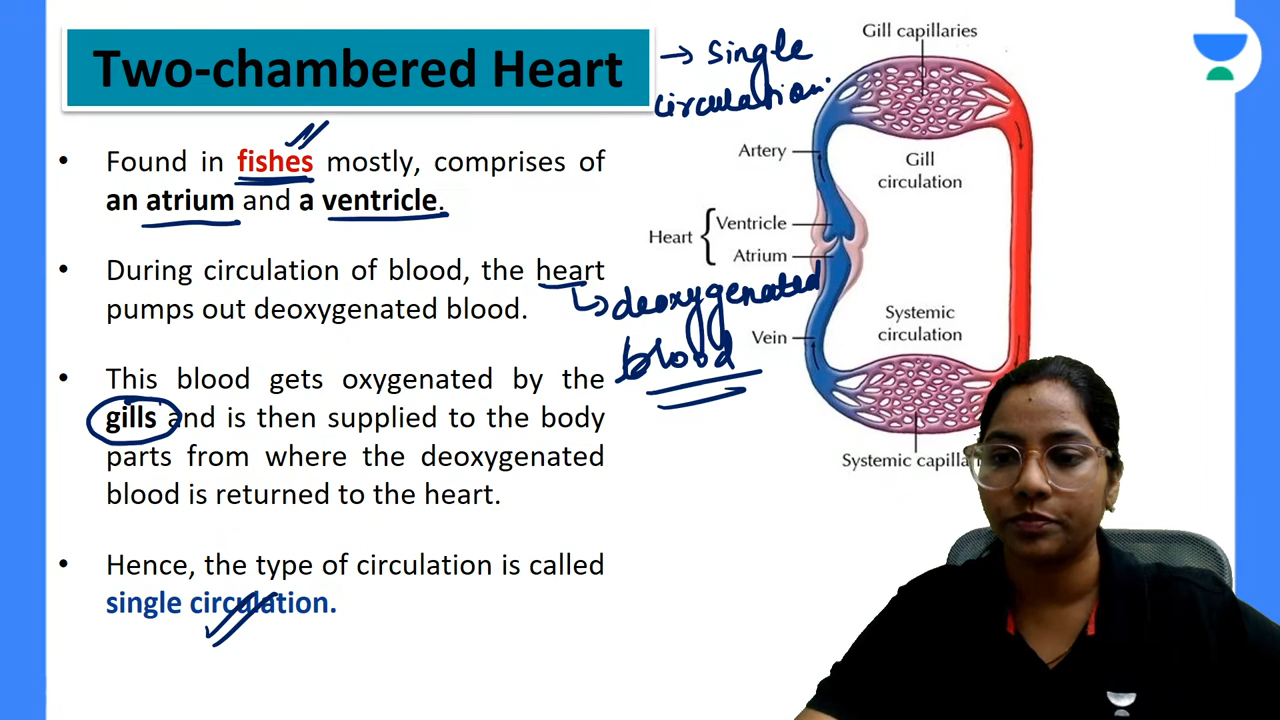 Two-chambered Heart
→ single
circulation.
• Found in fishes mostly, comprises of
an atrium and a ventricle.
• During circulation of blood, the heart
pumps out deoxygenated blood.
deoxygenated
blood
• This blood gets oxygenated by the
gills and is then supplied to the body
parts from where the deoxygenated
blood is returned to the heart.
• Hence, the type of circulation is called
single circulation.
Gill capillaries
Artery
Gill
circulation
Ventricle
Heart
Atrium
Systemic
circulation
Vein
Systemic capilla